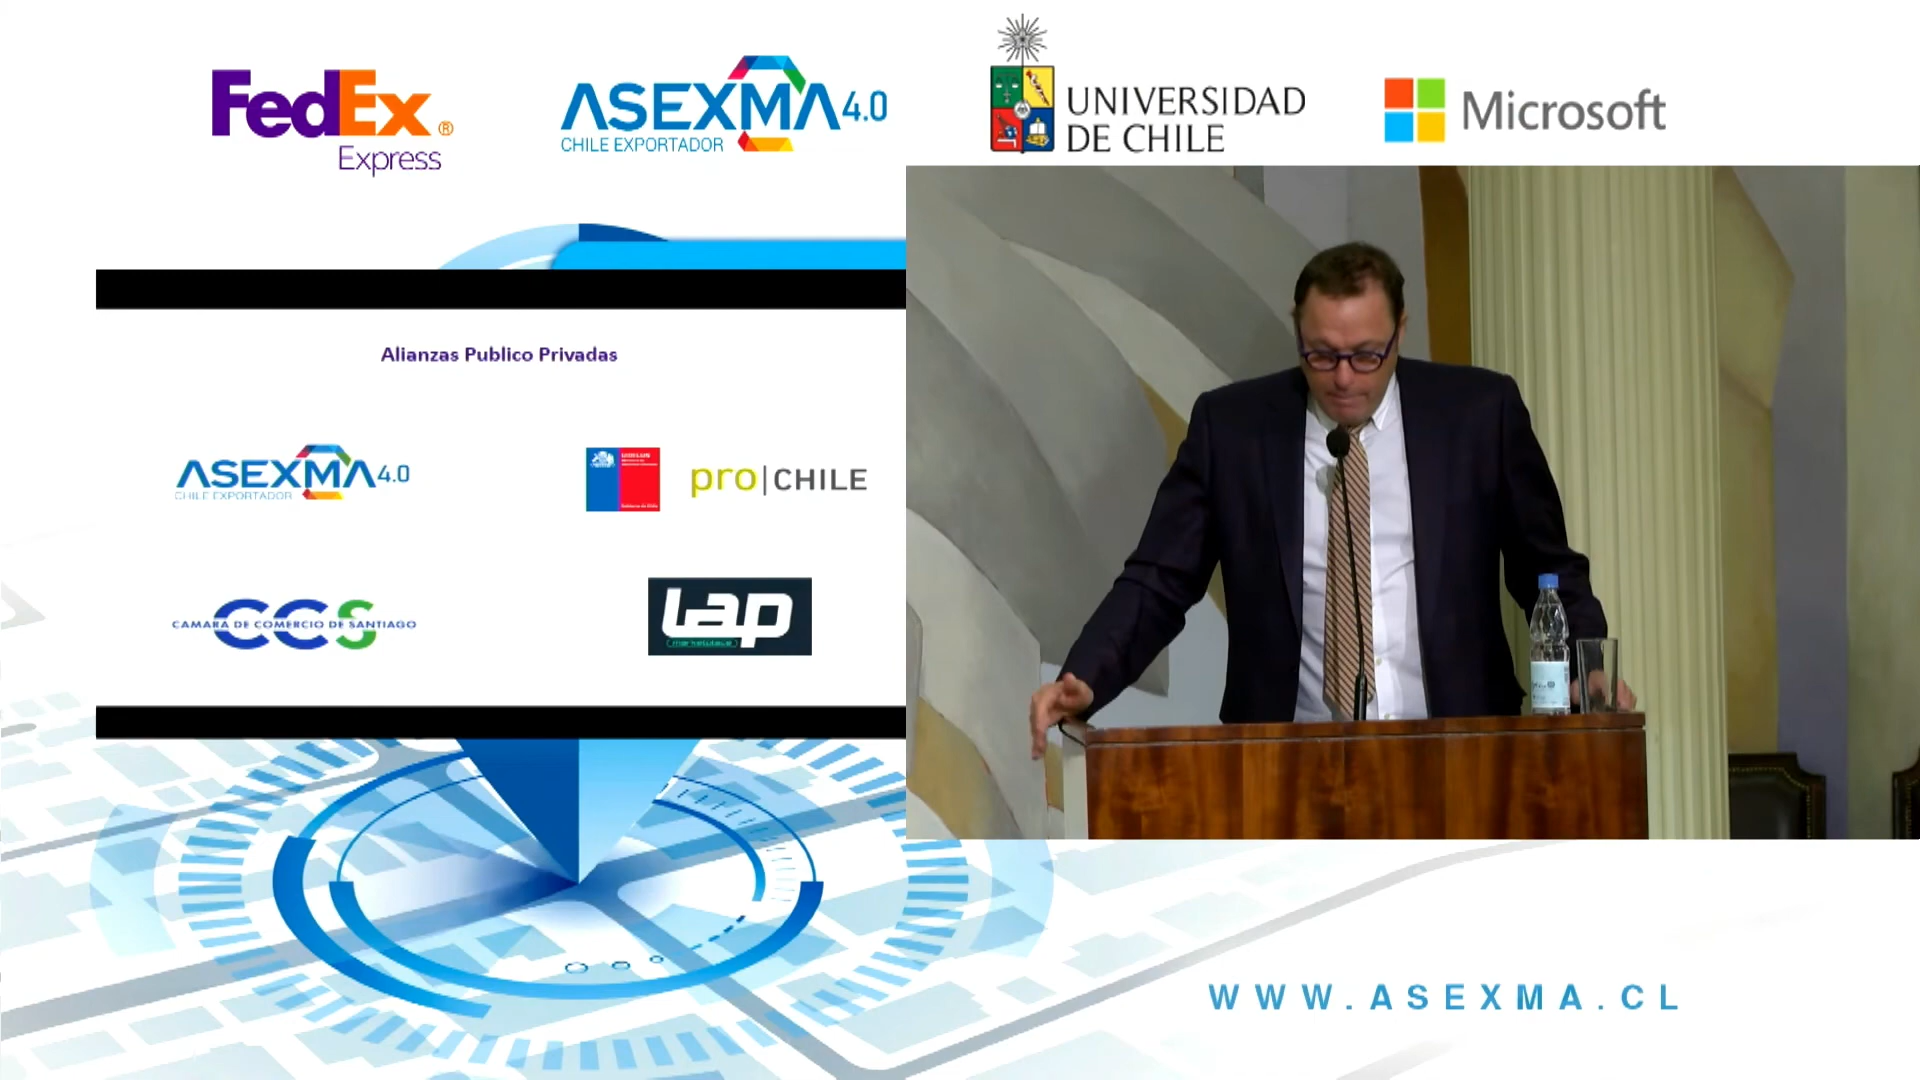 FedEx®
Express
ASEXMA 4.0
CHILE EXPORTADOR
UNIVERSIDAD
DE CHILE
Microsoft
Alianzas Publico Privadas
ASEXMA 4.0
CHILE EXPORTADOR
pro|CHILE
CCS
CAMARA DE COMERCIO DE SANTIAGO
Lap
WWW.ASEXMA.CL